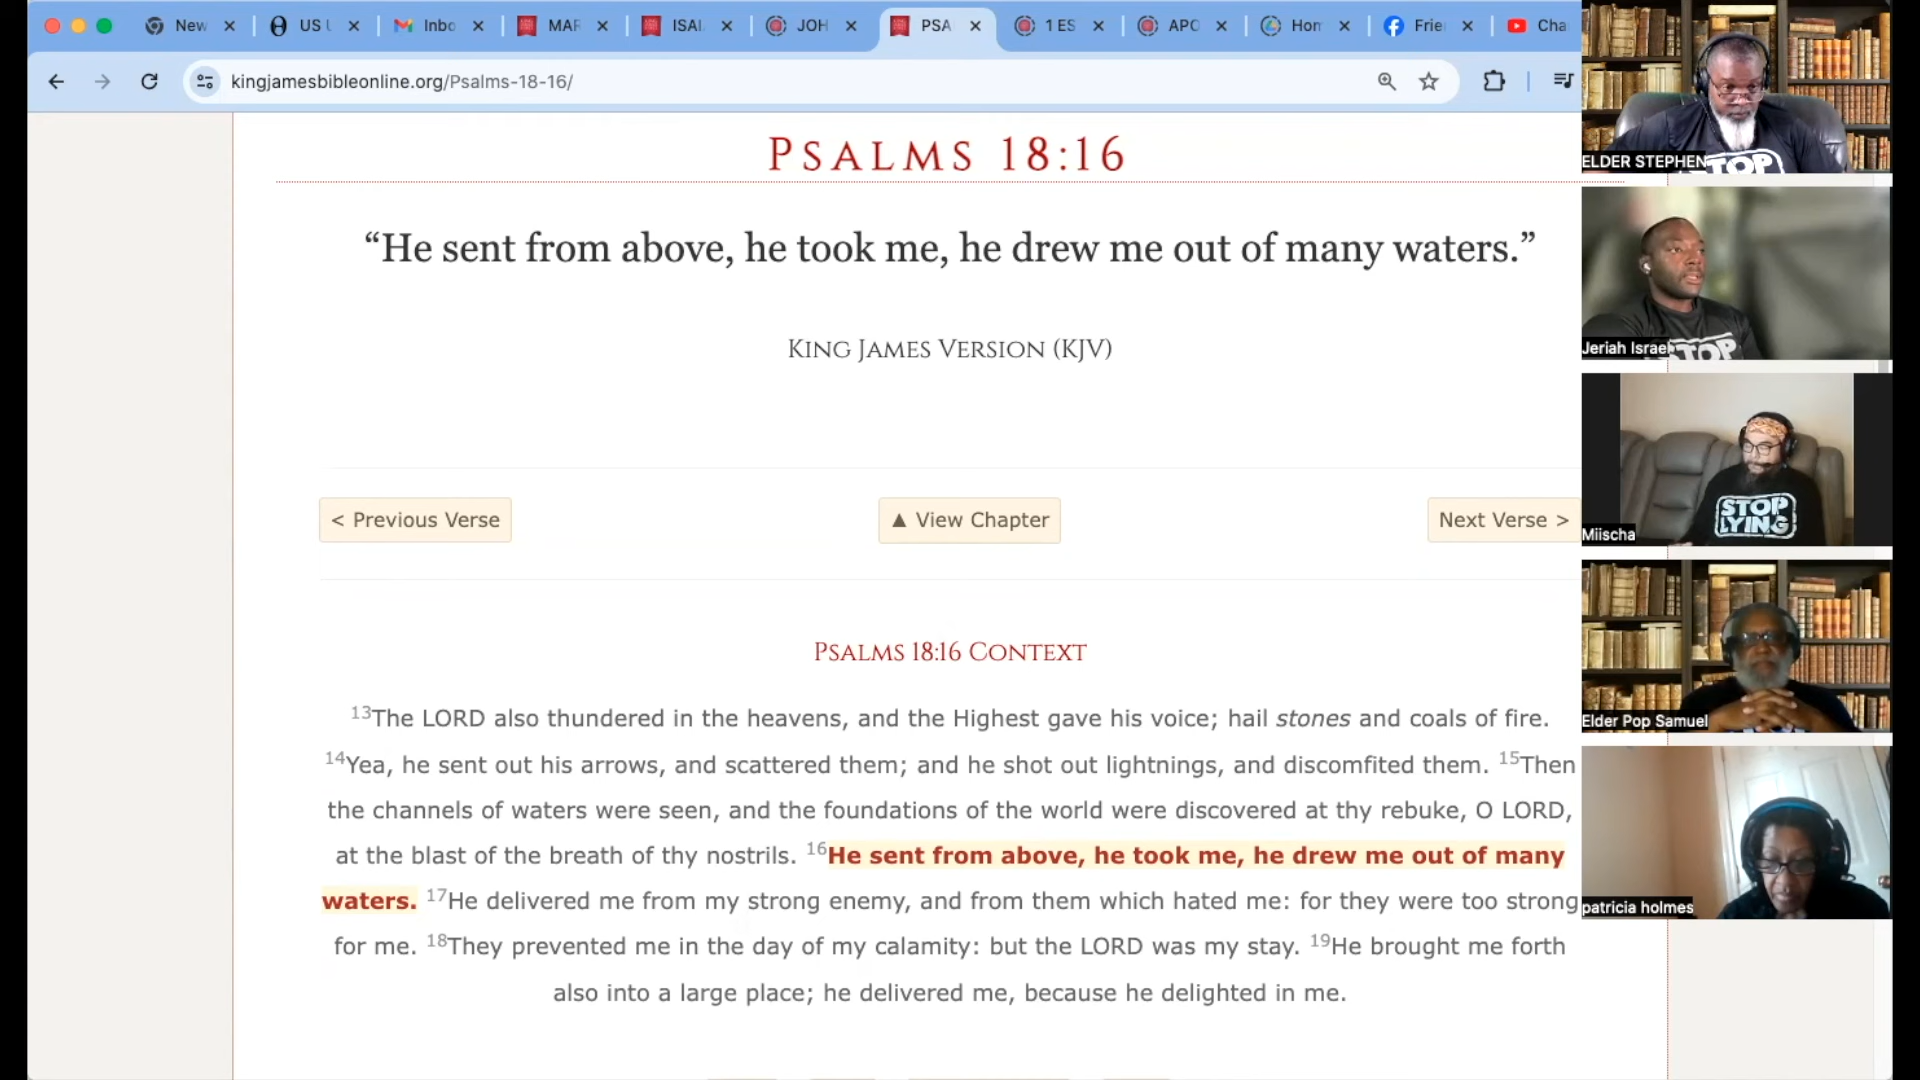 New
US U
Inbo
MAR
ISAI
JOH
PSA
1 ES
APO
Hom
Frie
Cha
kingjamesbibleonline.org/Psalms-18-16/
PSALMS 18:16
“He sent from above, he took me, he drew me out of many waters.”
KING JAMES VERSION (KJV)
< Previous Verse
▲ View Chapter
Next Verse >
PSALMS 18:16 CONTEXT
13The LORD also thundered in the heavens, and the Highest gave his voice; hail stones and coals of fire.
14Yea, he sent out his arrows, and scattered them; and he shot out lightnings, and discomfited them. 15Then
the channels of waters were seen, and the foundations of the world were discovered at thy rebuke, O LORD,
at the blast of the breath of thy nostrils. 16He sent from above, he took me, he drew me out of many
waters. 17He delivered me from my strong enemy, and from them which hated me: for they were too strong
for me. 18They prevented me in the day of my calamity: but the LORD was my stay. 19He brought me forth
also into a large place; he delivered me, because he delighted in me.
ELDER STEPHEN
STOP
Jeriah Israel
STOP
STOP
LYING
Miischa
Elder Pop Samuel
patricia holmes